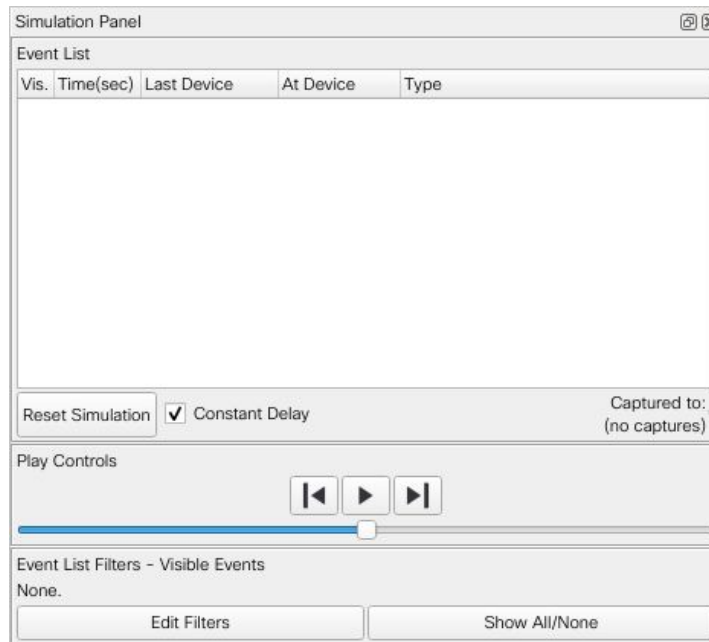 Simulation Panel
Event List
Vis. Time(sec) Last Device At Device Type
Reset Simulation Constant Delay Captured to:
(no captures)
Play Controls
Event List Filters - Visible Events
None.
Edit Filters Show All/None